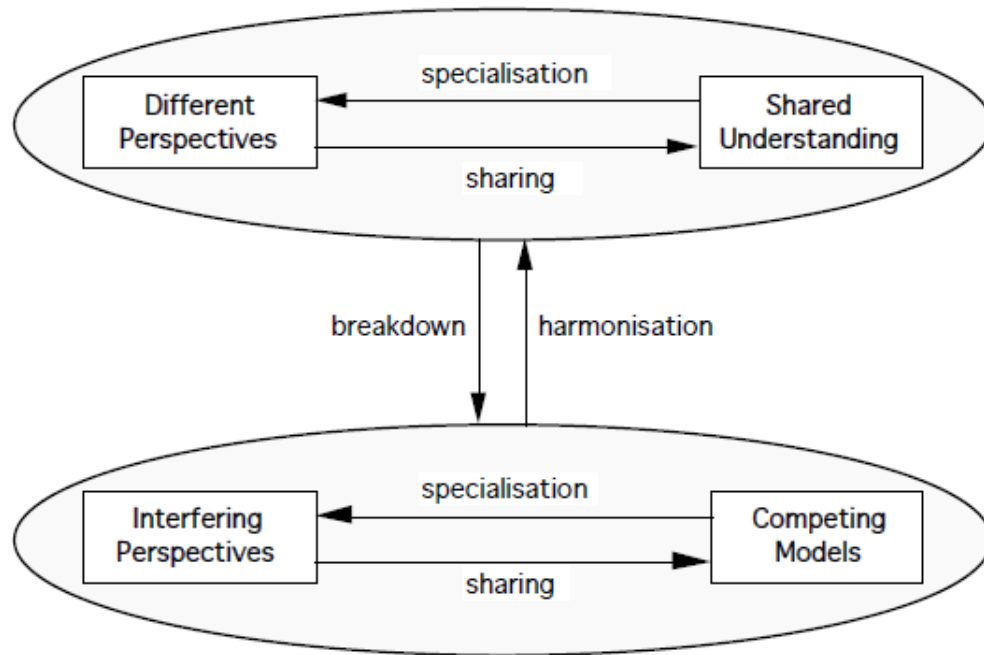 specialisation
Different
Perspectives
Shared
Understanding
sharing
breakdown
harmonisation
specialisation
Interfering
Perspectives
Competing
Models
sharing